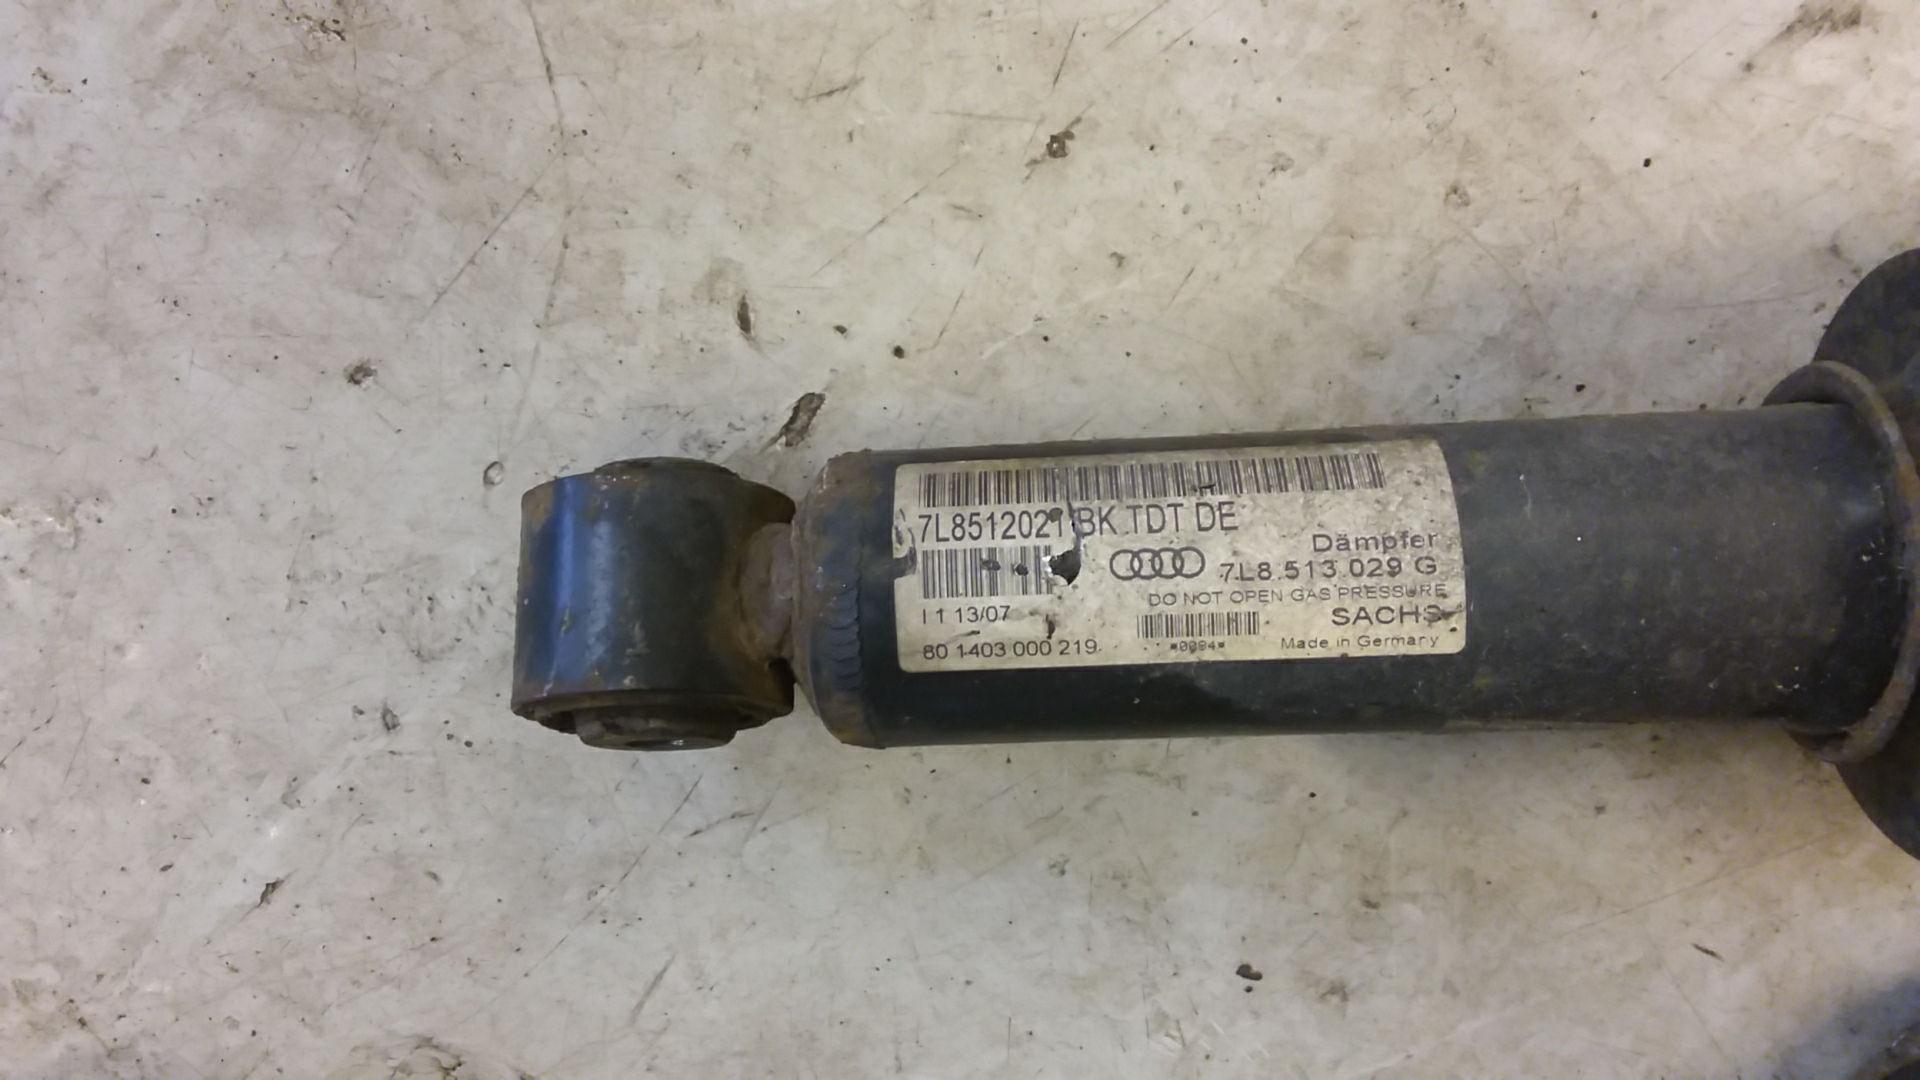 7L8512021 BK TDT DE
Dämpfer
7L8.513.029 G
DO NOT OPEN GAS PRESSURE
I 1 13/07
SACHS
80 1403 000 219
*0094*
Made in Germany